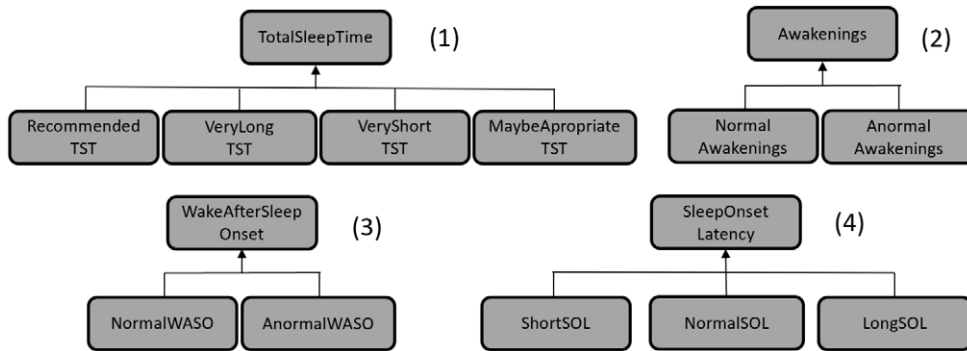 TotalSleepTime
(1)
Recommended
TST
VeryLong
TST
VeryShort
TST
MaybeApropriate
TST
Awakenings
(2)
Normal
Awakenings
Anormal
Awakenings
WakeAfterSleep
Onset
(3)
NormalWASO
AnormalWASO
SleepOnset
Latency
(4)
ShortSOL
NormalSOL
LongSOL